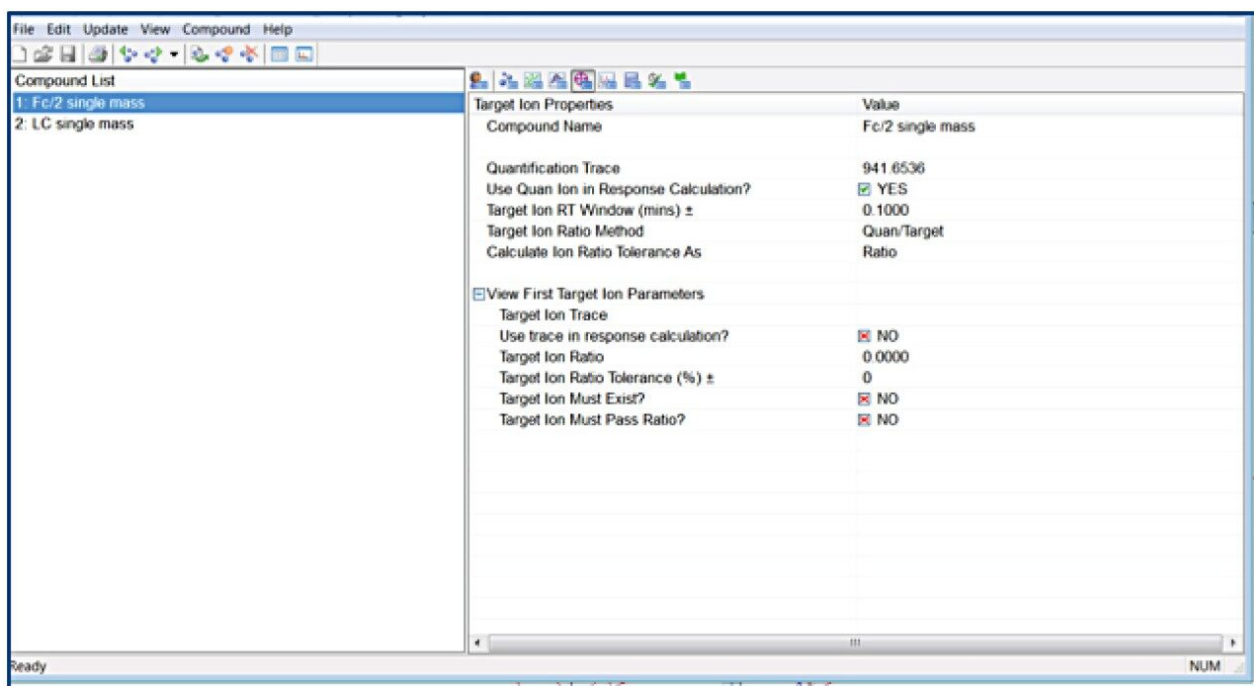 File Edit Update View Compound Help
Compound List
1: Fc/2 single mass
2: LC single mass
Target Ion Properties Value
Compound Name Fc/2 single mass
Quantification Trace 941.6536
Use Quan Ion in Response Calculation? YES
Target Ion RT Window (mins) ± 0.1000
Target Ion Ratio Method Quan/Target
Calculate Ion Ratio Tolerance As Ratio
View First Target Ion Parameters
Target Ion Trace
Use trace in response calculation? NO
Target Ion Ratio 0.0000
Target Ion Ratio Tolerance (%) ± 0
Target Ion Must Exist? NO
Target Ion Must Pass Ratio? NO
Ready NUM